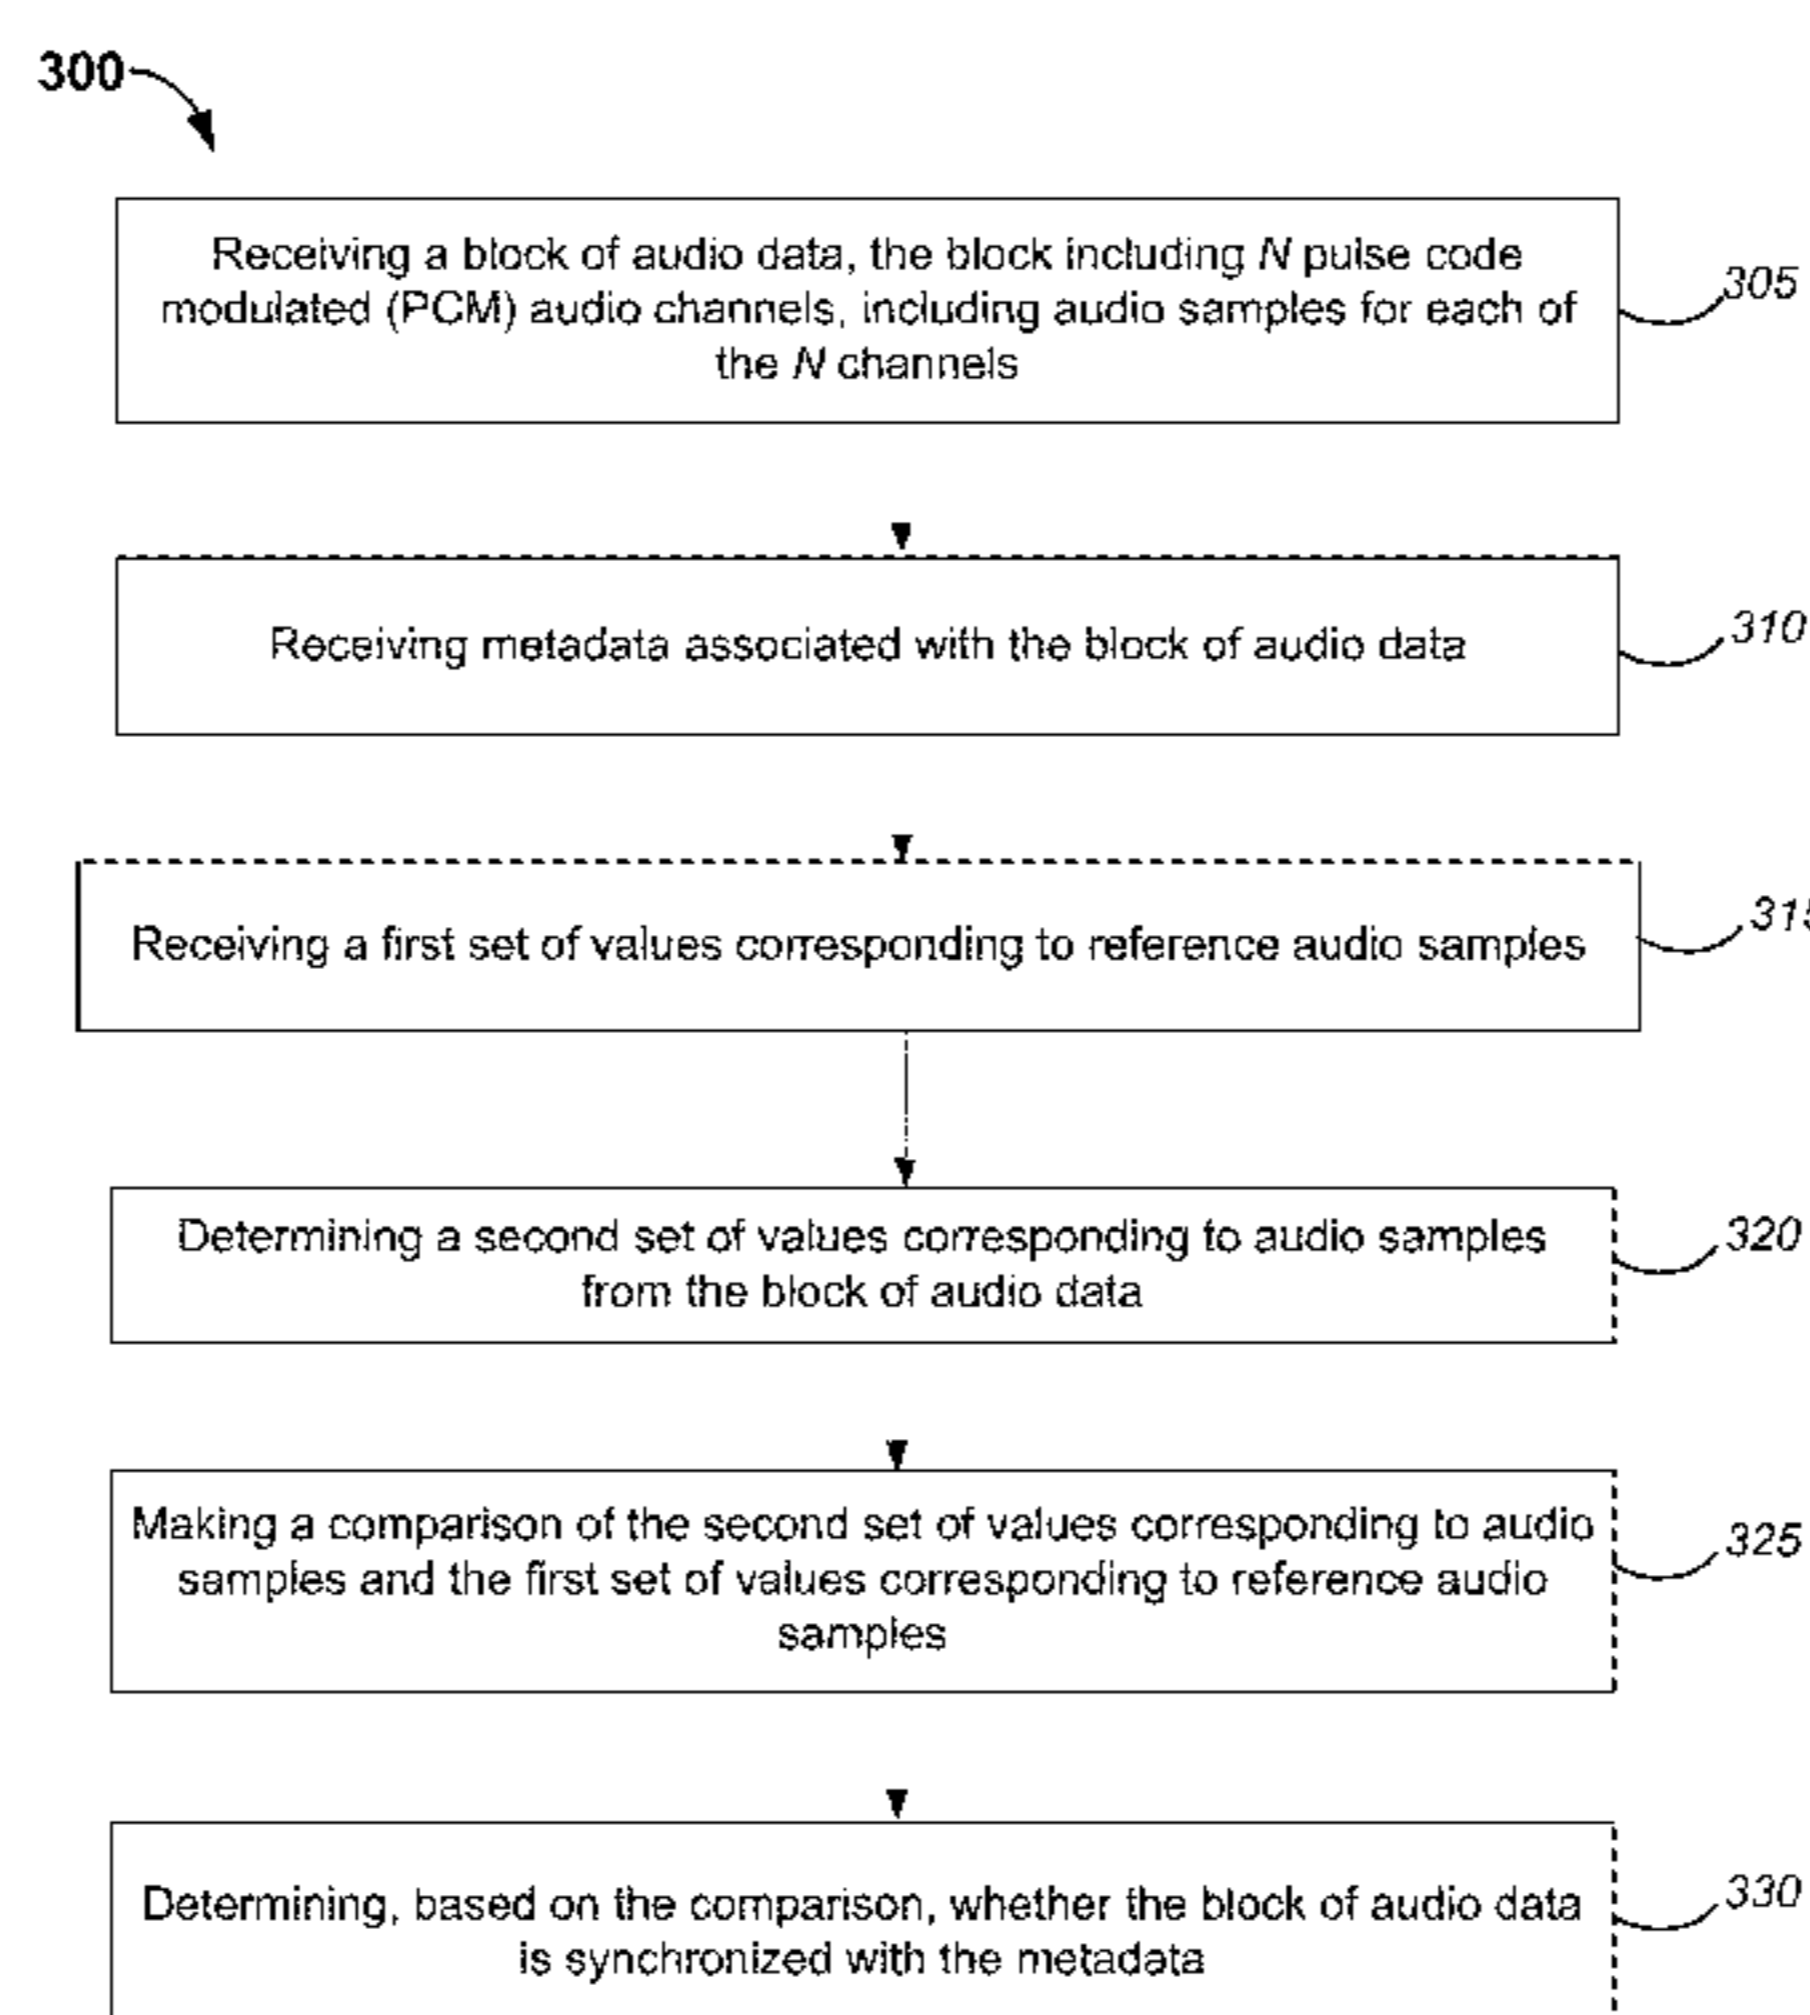 300
Receiving a block of audio data, the block including N pulse code
modulated (PCM) audio channels, including audio samples for each of
the N channels
305
Receiving metadata associated with the block of audio data
310
Receiving a first set of values corresponding to reference audio samples
315
Determining a second set of values corresponding to audio samples
from the block of audio data
320
Making a comparison of the second set of values corresponding to audio
samples and the first set of values corresponding to reference audio
samples
325
Determining, based on the comparison, whether the block of audio data
is synchronized with the metadata
330